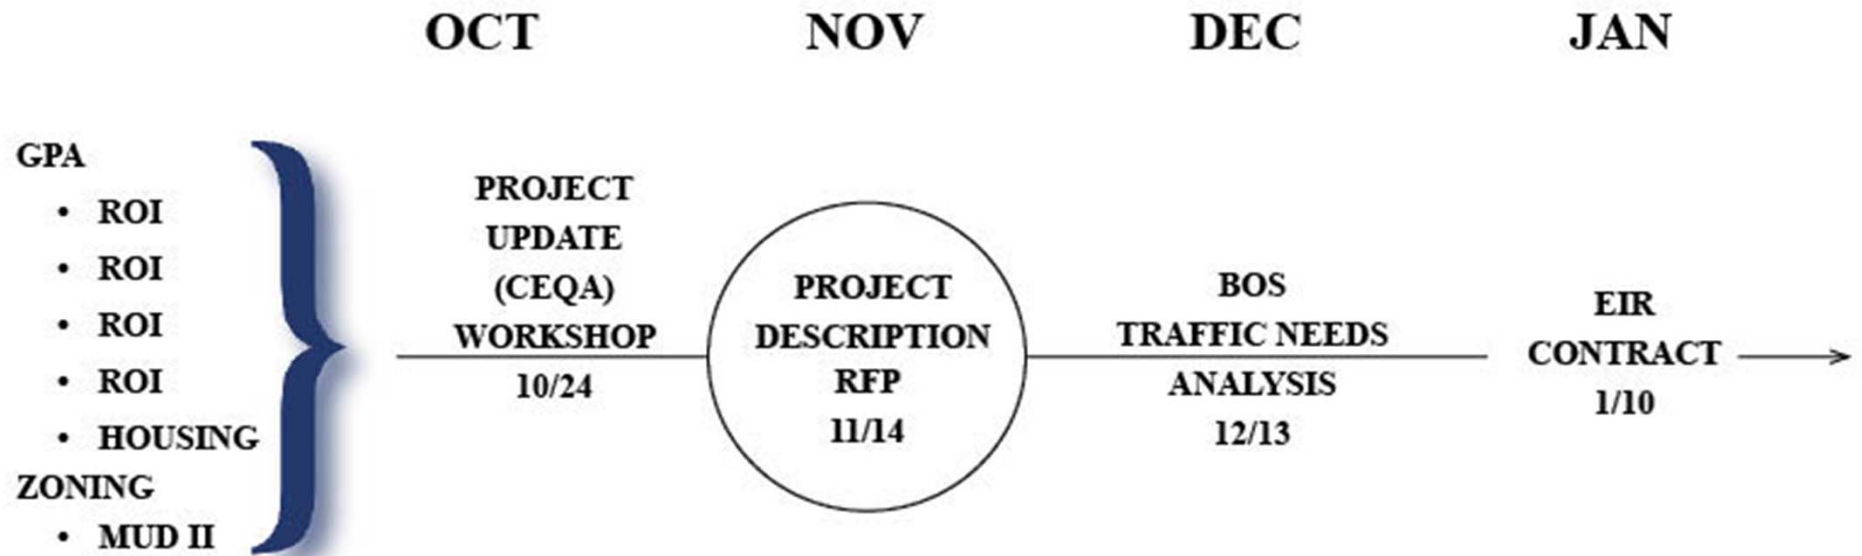 OCT
NOV
DEC
JAN
GPA
• ROI
• ROI
• ROI
• ROI
• HOUSING
ZONING
• MUD II
PROJECT
UPDATE
(CEQA)
WORKSHOP
10/24
PROJECT
DESCRIPTION
RFP
11/14
BOS
TRAFFIC NEEDS
ANALYSIS
12/13
EIR
CONTRACT
1/10